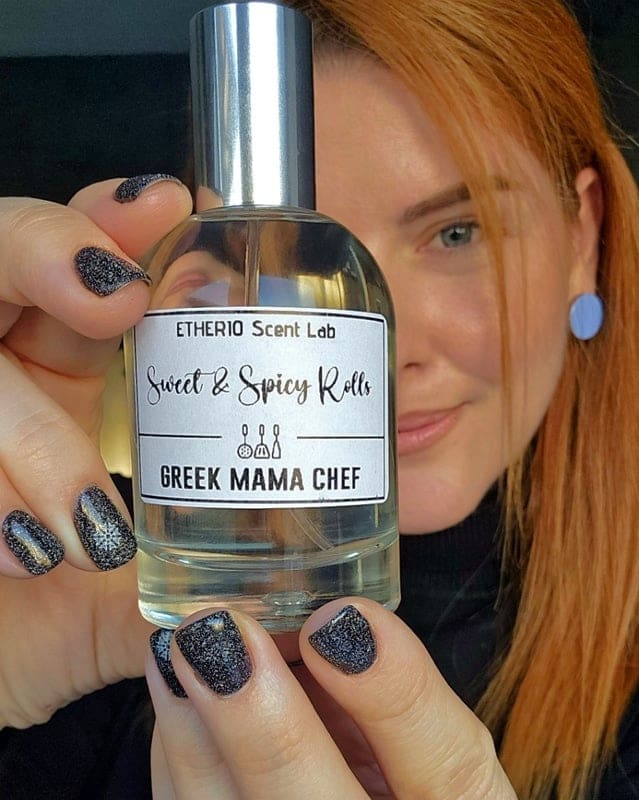 ETHER10 Scent Lab
Sweet & Spicy Rolls
GREEK MAMA CHEF